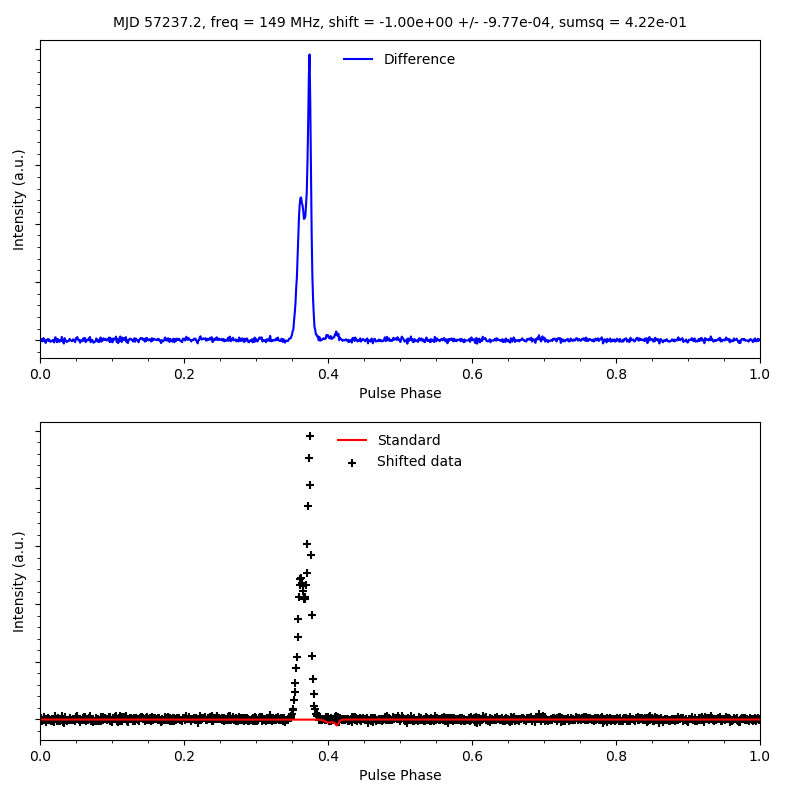 MJD 57237.2, freq = 149 MHz, shift = -1.00e+00 +/- -9.77e-04, sumsq = 4.22e-01
Difference
Intensity (a.u.)
0.0 0.2 0.4 0.6 0.8 1.0
Pulse Phase
Standard
Shifted data
Intensity (a.u.)
0.0 0.2 0.4 0.6 0.8 1.0
Pulse Phase